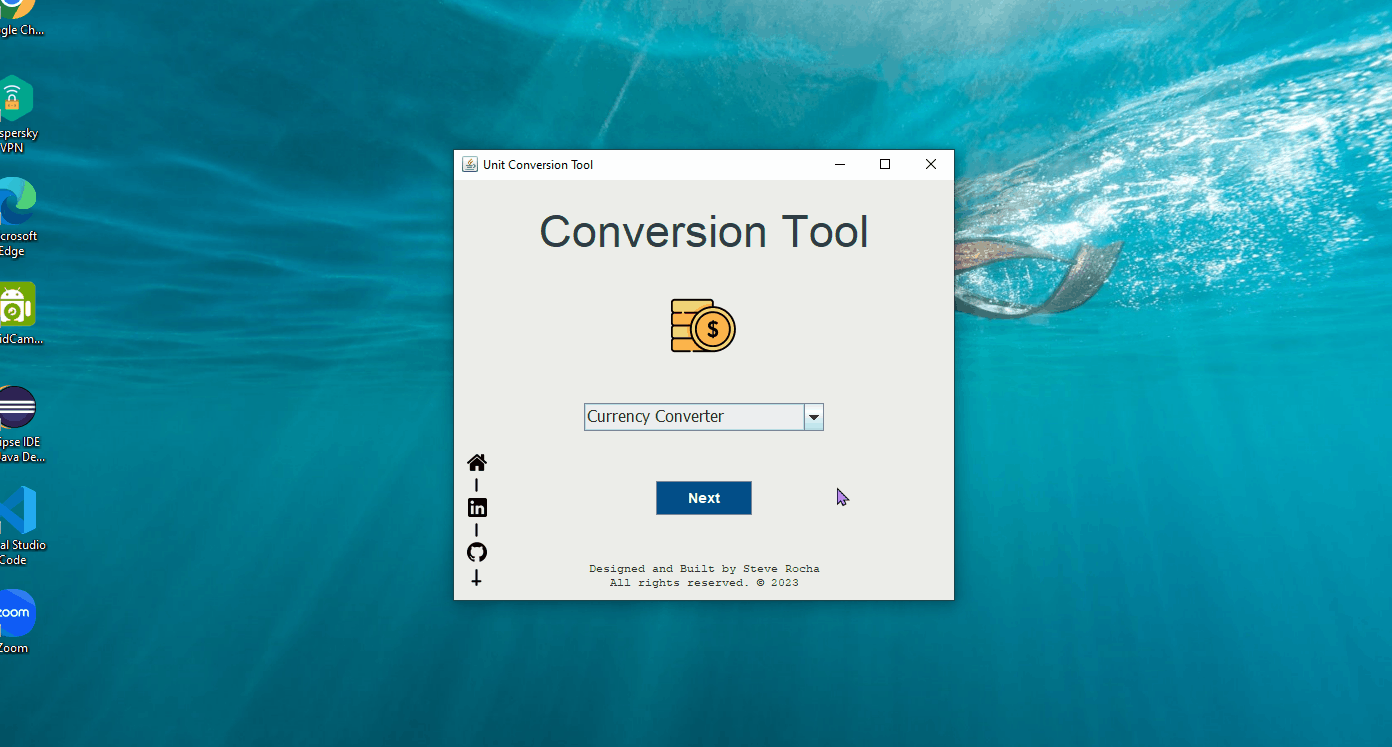 gle Ch...
spersky
VPN
crosoft
Edge
idCam...
ipse IDE
ava De...
al Studio
Code
zoom
Zoom
Unit Conversion Tool
Conversion Tool
$
Currency Converter
in
Next
Designed and Built by Steve Rocha
All rights reserved. © 2023